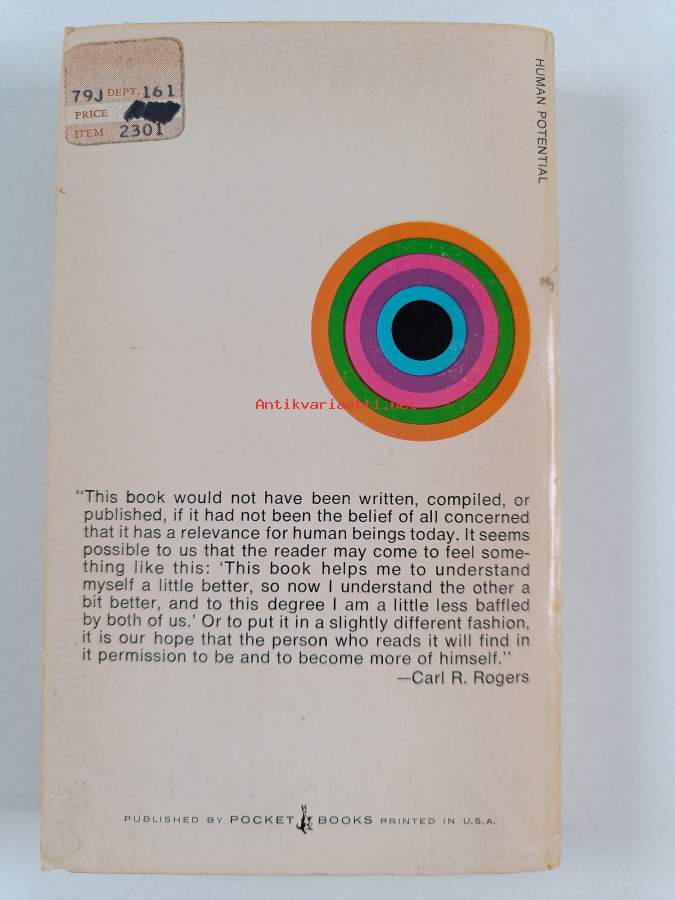 79J DEPT. 161
PRICE
ITEM 2301
HUMAN POTENTIAL
Antikvariaatti.net
“This book would not have been written, compiled, or
published, if it had not been the belief of all concerned
that it has a relevance for human beings today. It seems
possible to us that the reader may come to feel some-
thing like this: ‘This book helps me to understand
myself a little better, so now I understand the other a
bit better, and to this degree I am a little less baffled
by both of us.’ Or to put it in a slightly different fashion,
it is our hope that the person who reads it will find in
it permission to be and to become more of himself.”
—Carl R. Rogers
PUBLISHED BY POCKET BOOKS PRINTED IN U.S.A.